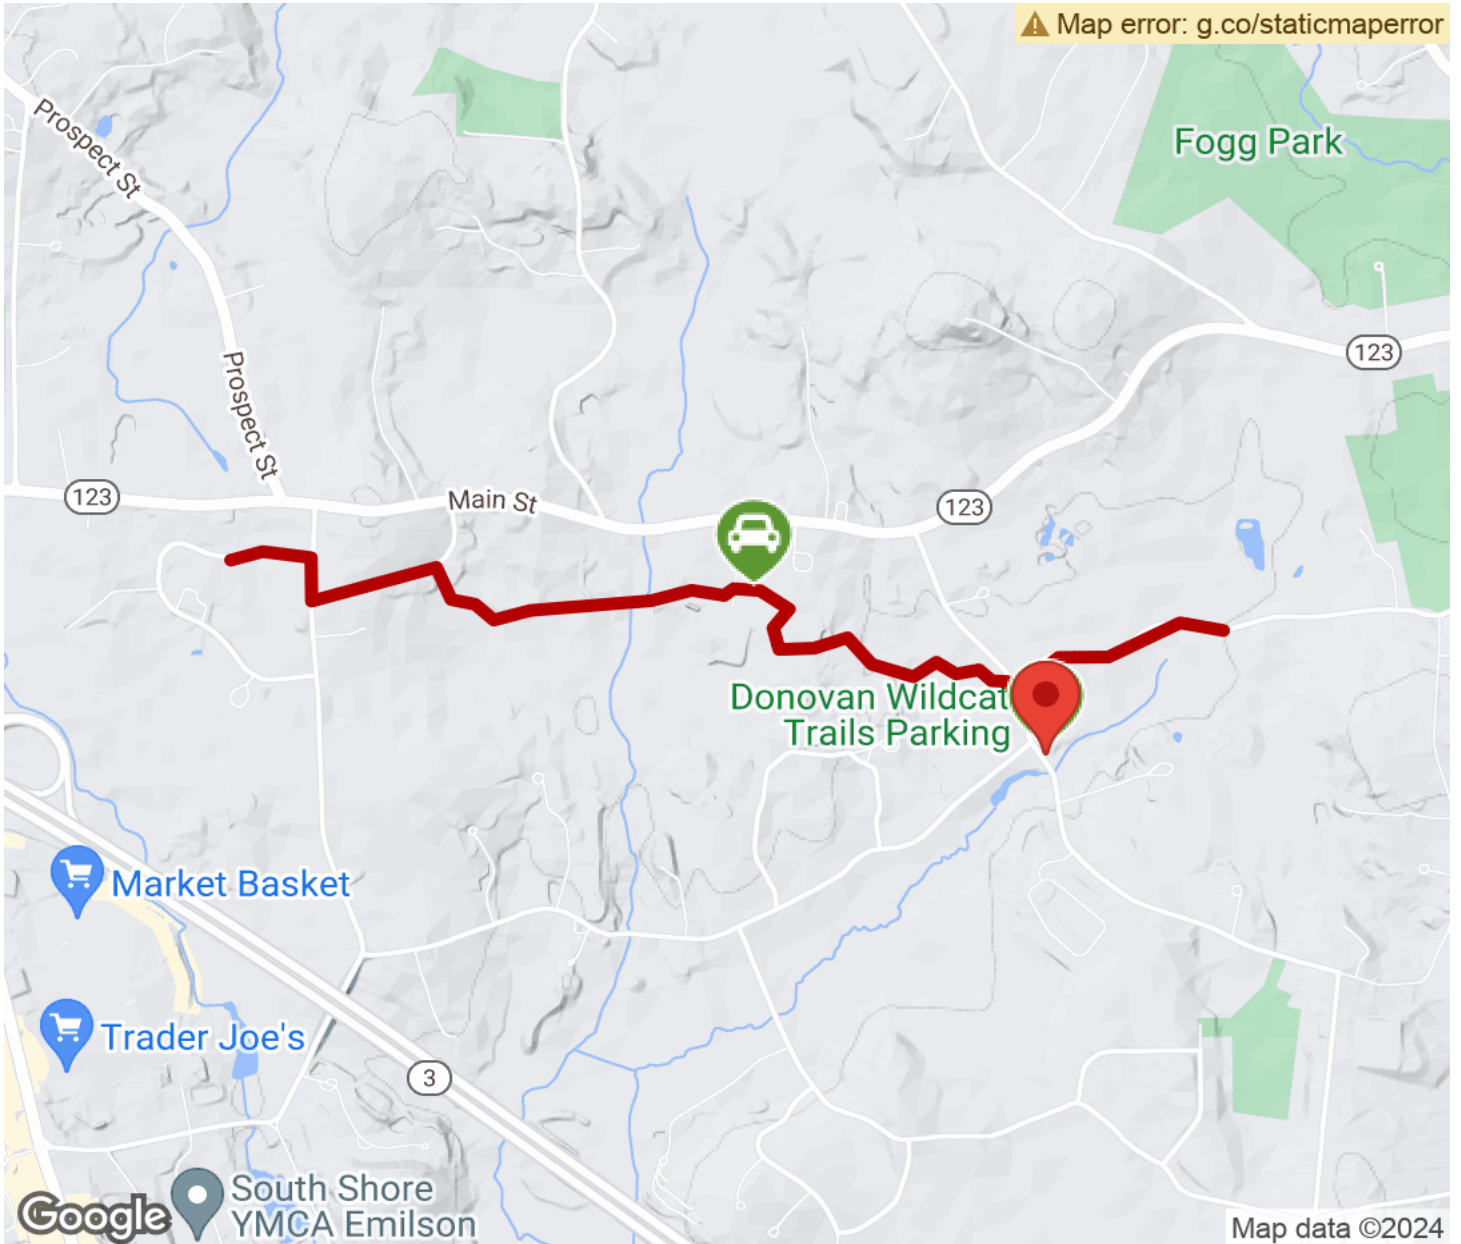 Map error: g.co/staticmaperror
Prospect St
Fogg Park
123
Prospect St
123
Main St
123
Donovan Wildcat
Trails Parking
Market Basket
Trader Joe's
3
South Shore
YMCA Emilson
Google
Map data ©2024